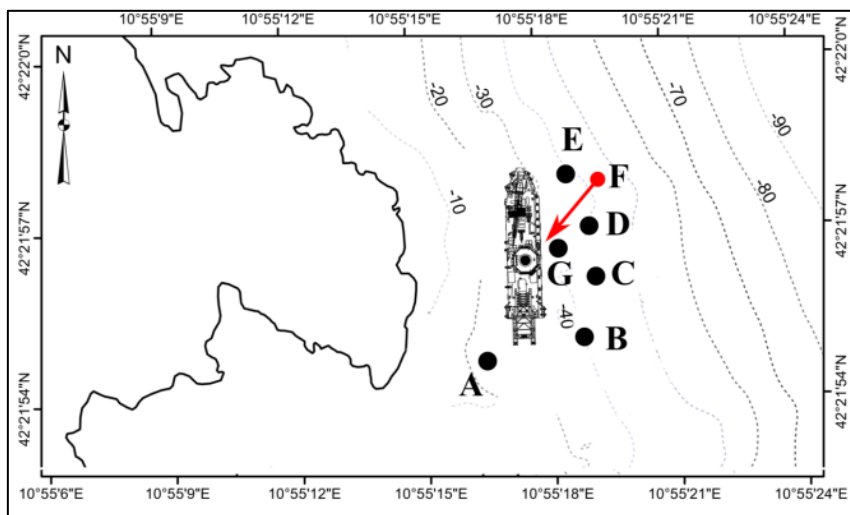 10°55'9"E 10°55'12"E 10°55'15"E 10°55'18"E 10°55'21"E 10°55'24"E
42°22'0"N
42°22'0"N
N
-20
-30
-70
-90
E
F
-10
-80
42°21'57"N
42°21'57"N
D
G
C
-40
B
A
42°21'54"N
42°21'54"N
10°55'6"E 10°55'9"E 10°55'12"E 10°55'15"E 10°55'18"E 10°55'21"E 10°55'24"E